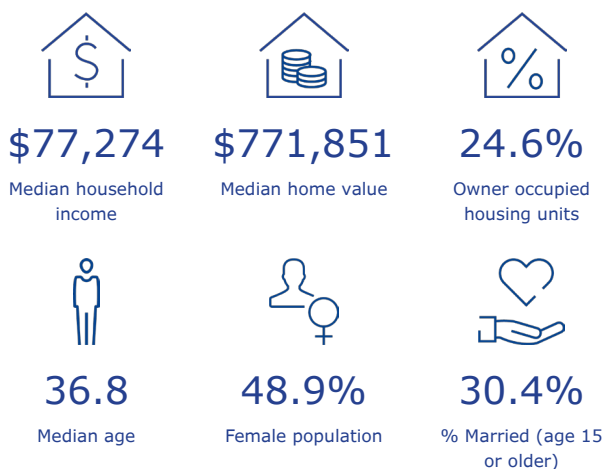 $77,274
Median household
income
$771,851
Median home value
24.6%
Owner occupied
housing units
36.8
Median age
48.9%
Female population
30.4%
% Married (age 15
or older)